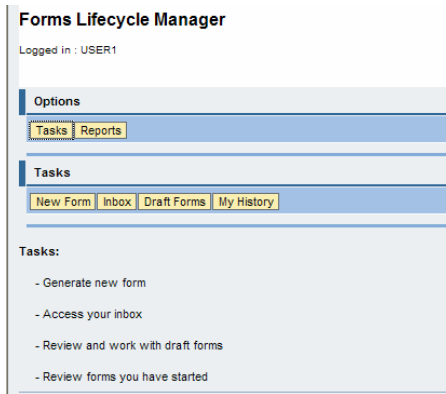 Forms Lifecycle Manager
Logged in : USER1
Options
Tasks Reports
Tasks
New Form Inbox Draft Forms My History
Tasks:
- Generate new form
- Access your inbox
- Review and work with draft forms
- Review forms you have started